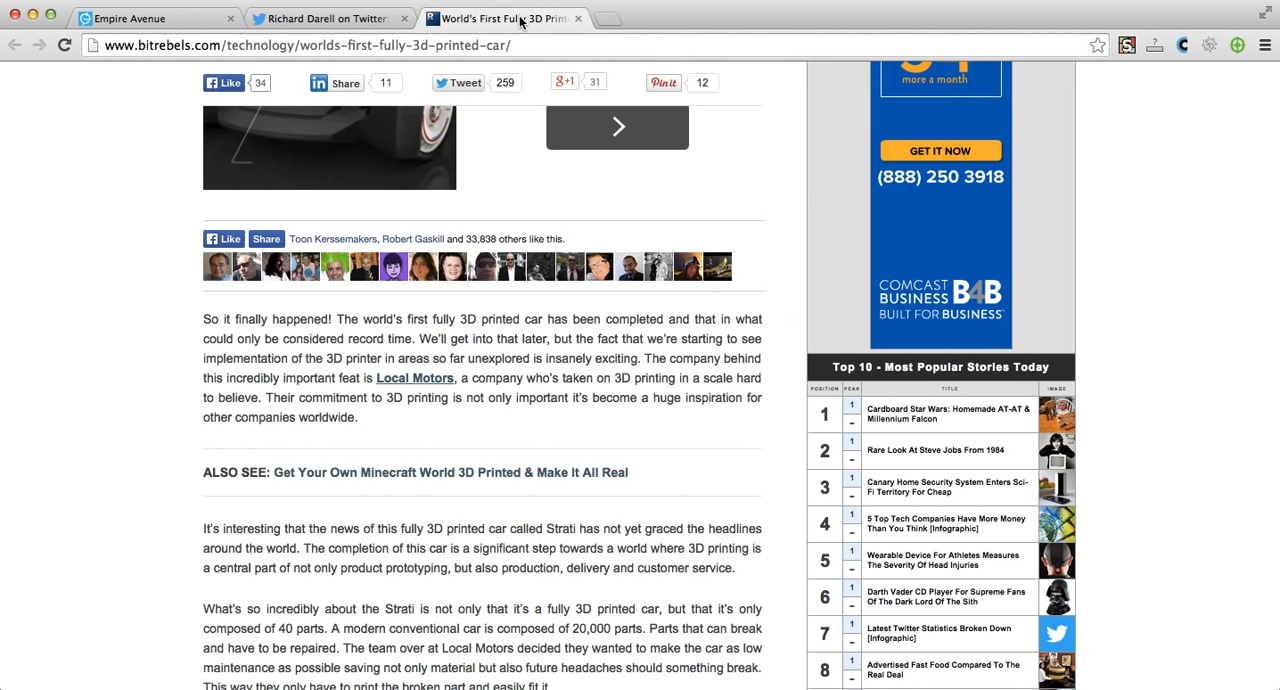 Empire Avenue
Richard Darell on Twitter:
World's First Fully 3D Print
www.bitrebels.com/technology/worlds-first-fully-3d-printed-car/
Like 34
Share 11
Tweet 259
g+1 31
Pin it 12
more a month
GET IT NOW
(888) 250 3918
COMCAST
BUSINESS B4B
BUILT FOR BUSINESS
Like Share Toon Kerssemakers, Robert Gaskill and 33,838 others like this.
So it finally happened! The world's first fully 3D printed car has been completed and that in what
could only be considered record time. We'll get into that later, but the fact that we're starting to see
implementation of the 3D printer in areas so far unexplored is insanely exciting. The company behind
this incredibly important feat is Local Motors, a company who's taken on 3D printing in a scale hard
to believe. Their commitment to 3D printing is not only important it's become a huge inspiration for
other companies worldwide.
ALSO SEE: Get Your Own Minecraft World 3D Printed & Make It All Real
It's interesting that the news of this fully 3D printed car called Strati has not yet graced the headlines
around the world. The completion of this car is a significant step towards a world where 3D printing is
a central part of not only product prototyping, but also production, delivery and customer service.
What's so incredibly about the Strati is not only that it's a fully 3D printed car, but that it's only
composed of 40 parts. A modern conventional car is composed of 20,000 parts. Parts that can break
and have to be repaired. The team over at Local Motors decided they wanted to make the car as low
maintenance as possible saving not only material but also future headaches should something break.
This way they only have to print the broken part and easily fit it
Top 10 - Most Popular Stories Today
POSITION PEAK TITLE IMAGE
1 1 - Cardboard Star Wars: Homemade AT-AT &
Millennium Falcon
2 1 - Rare Look At Steve Jobs From 1984
3 1 - Canary Home Security System Enters Sci-
Fi Territory For Cheap
4 1 - 5 Top Tech Companies Have More Money
Than You Think [Infographic]
5 1 - Wearable Device For Athletes Measures
The Severity Of Head Injuries
6 1 - Darth Vader CD Player For Supreme Fans
Of The Dark Lord Of The Sith
7 1 - Latest Twitter Statistics Broken Down
[Infographic]
8 1 - Advertised Fast Food Compared To The
Real Deal